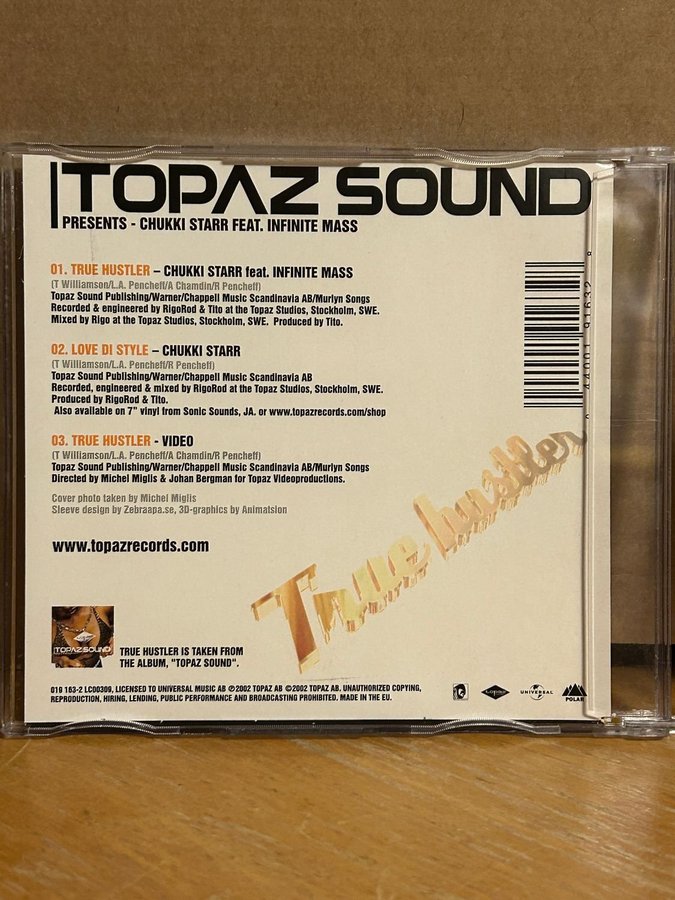 TOPAZ SOUND
PRESENTS - CHUKKI STARR FEAT. INFINITE MASS
01. TRUE HUSTLER – CHUKKI STARR feat. INFINITE MASS
(T Williamson/L.A. Pencheff/A Chamdin/R Pencheff)
Topaz Sound Publishing/Warner/Chappell Music Scandinavia AB/Murlyn Songs
Recorded & engineered by RigoRod & Tito at the Topaz Studios, Stockholm, SWE.
Mixed by Rigo at the Topaz Studios, Stockholm, SWE. Produced by Tito.
02. LOVE DI STYLE – CHUKKI STARR
(T Williamson/L.A. Pencheff/R Pencheff)
Topaz Sound Publishing/Warner/Chappell Music Scandinavia AB
Recorded, engineered & mixed by RigoRod at the Topaz Studios, Stockholm, SWE.
Produced by RigoRod & Tito.
Also available on 7" vinyl from Sonic Sounds, JA. or www.topazrecords.com/shop
03. TRUE HUSTLER - VIDEO
(T Williamson/L.A. Pencheff/A Chamdin/R Pencheff)
Topaz Sound Publishing/Warner/Chappell Music Scandinavia AB/Murlyn Songs
Directed by Michel Miglis & Johan Bergman for Topaz Videoproductions.
Cover photo taken by Michel Miglis
Sleeve design by Zebraapa.se, 3D-graphics by Animatsion
www.topazrecords.com
True hustler
TOPAZ SOUND
TRUE HUSTLER IS TAKEN FROM
THE ALBUM, "TOPAZ SOUND".
019 163-2 LC00309, LICENSED TO UNIVERSAL MUSIC AB ℗2002 TOPAZ AB ©2002 TOPAZ AB. UNAUTHORIZED COPYING,
REPRODUCTION, HIRING, LENDING, PUBLIC PERFORMANCE AND BROADCASTING PROHIBITED. MADE IN THE EU.
UNIVERSAL
POLAR